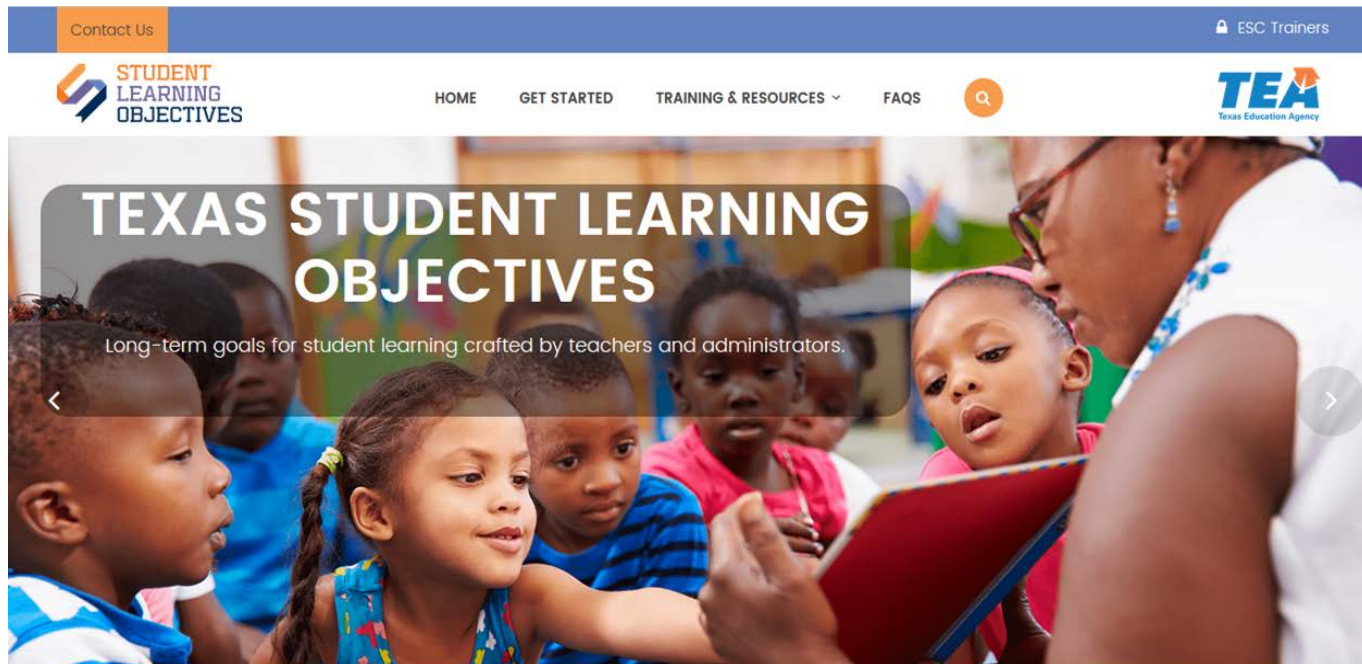 Contact Us
ESC Trainers
STUDENT
LEARNING
OBJECTIVES
HOME GET STARTED TRAINING & RESOURCES FAQS
TEA
Texas Education Agency
TEXAS STUDENT LEARNING
OBJECTIVES
Long-term goals for student learning crafted by teachers and administrators.